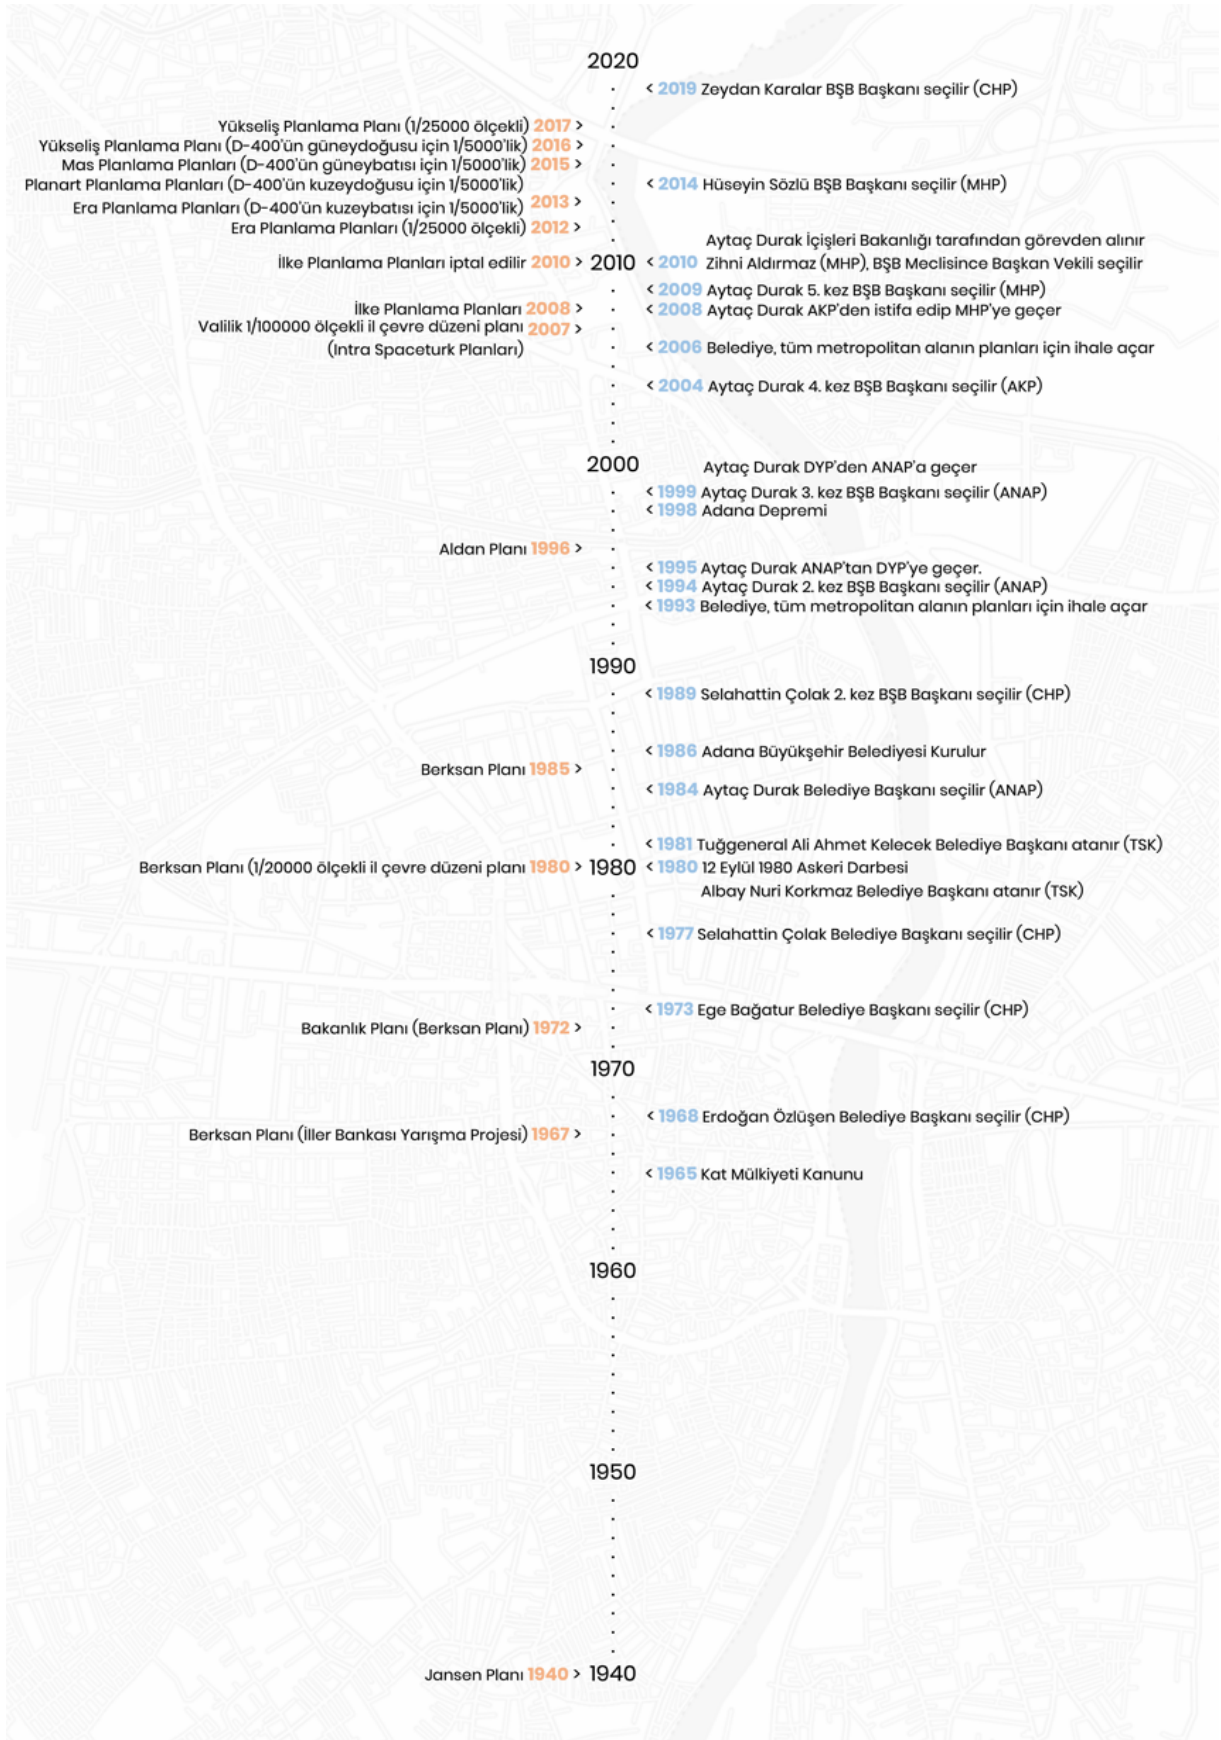 2020
< 2019 Zeydan Karalar BŞB Başkanı seçilir (CHP)
Yükseliş Planlama Planı (1/25000 ölçekli) 2017 >
Yükseliş Planlama Planı (D-400'ün güneydoğusu için 1/5000'lik) 2016 >
Mas Planlama Planları (D-400'ün güneybatısı için 1/5000'lik) 2015 >
Planart Planlama Planları (D-400'ün kuzeydoğusu için 1/5000'lik)
< 2014 Hüseyin Sözlü BŞB Başkanı seçilir (MHP)
Era Planlama Planları (D-400'ün kuzeybatısı için 1/5000'lik) 2013 >
Era Planlama Planları (1/25000 ölçekli) 2012 >
Aytaç Durak İçişleri Bakanlığı tarafından görevden alınır
İlke Planlama Planları iptal edilir 2010 > 2010 < 2010 Zihni Aldırmaz (MHP), BŞB Meclisince Başkan Vekili seçilir
< 2009 Aytaç Durak 5. kez BŞB Başkanı seçilir (MHP)
İlke Planlama Planları 2008 > < 2008 Aytaç Durak AKP'den istifa edip MHP'ye geçer
Valilik 1/100000 ölçekli il çevre düzeni planı 2007 >
(Intra Spaceturk Planları) < 2006 Belediye, tüm metropolitan alanın planları için ihale açar
< 2004 Aytaç Durak 4. kez BŞB Başkanı seçilir (AKP)
2000 Aytaç Durak DYP'den ANAP'a geçer
< 1999 Aytaç Durak 3. kez BŞB Başkanı seçilir (ANAP)
< 1998 Adana Depremi
Aldan Planı 1996 >
< 1995 Aytaç Durak ANAP'tan DYP'ye geçer.
< 1994 Aytaç Durak 2. kez BŞB Başkanı seçilir (ANAP)
< 1993 Belediye, tüm metropolitan alanın planları için ihale açar
1990
< 1989 Selahattin Çolak 2. kez BŞB Başkanı seçilir (CHP)
< 1986 Adana Büyükşehir Belediyesi Kurulur
Berksan Planı 1985 >
< 1984 Aytaç Durak Belediye Başkanı seçilir (ANAP)
< 1981 Tuğgeneral Ali Ahmet Kelecek Belediye Başkanı atanır (TSK)
Berksan Planı (1/20000 ölçekli il çevre düzeni planı 1980 > 1980 < 1980 12 Eylül 1980 Askeri Darbesi
Albay Nuri Korkmaz Belediye Başkanı atanır (TSK)
< 1977 Selahattin Çolak Belediye Başkanı seçilir (CHP)
< 1973 Ege Bağatur Belediye Başkanı seçilir (CHP)
Bakanlık Planı (Berksan Planı) 1972 >
1970
< 1968 Erdoğan Özlüşen Belediye Başkanı seçilir (CHP)
Berksan Planı (İller Bankası Yarışma Projesi) 1967 >
< 1965 Kat Mülkiyeti Kanunu
1960
1950
Jansen Planı 1940 > 1940